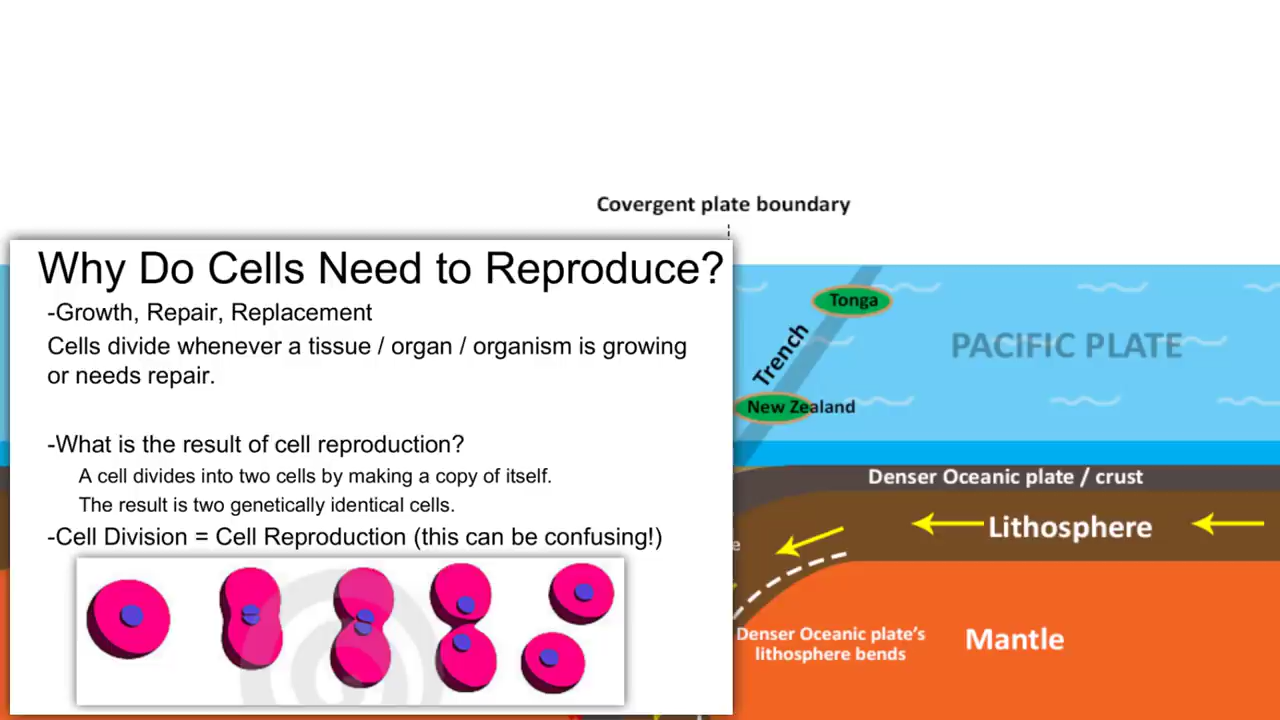 Covergent plate boundary
Why Do Cells Need to Reproduce?
-Growth, Repair, Replacement
Cells divide whenever a tissue / organ / organism is growing
or needs repair.
-What is the result of cell reproduction?
A cell divides into two cells by making a copy of itself.
The result is two genetically identical cells.
-Cell Division = Cell Reproduction (this can be confusing!)
Tonga
Trench
PACIFIC PLATE
New Zealand
Denser Oceanic plate / crust
Lithosphere
Denser Oceanic plate’s
lithosphere bends
Mantle